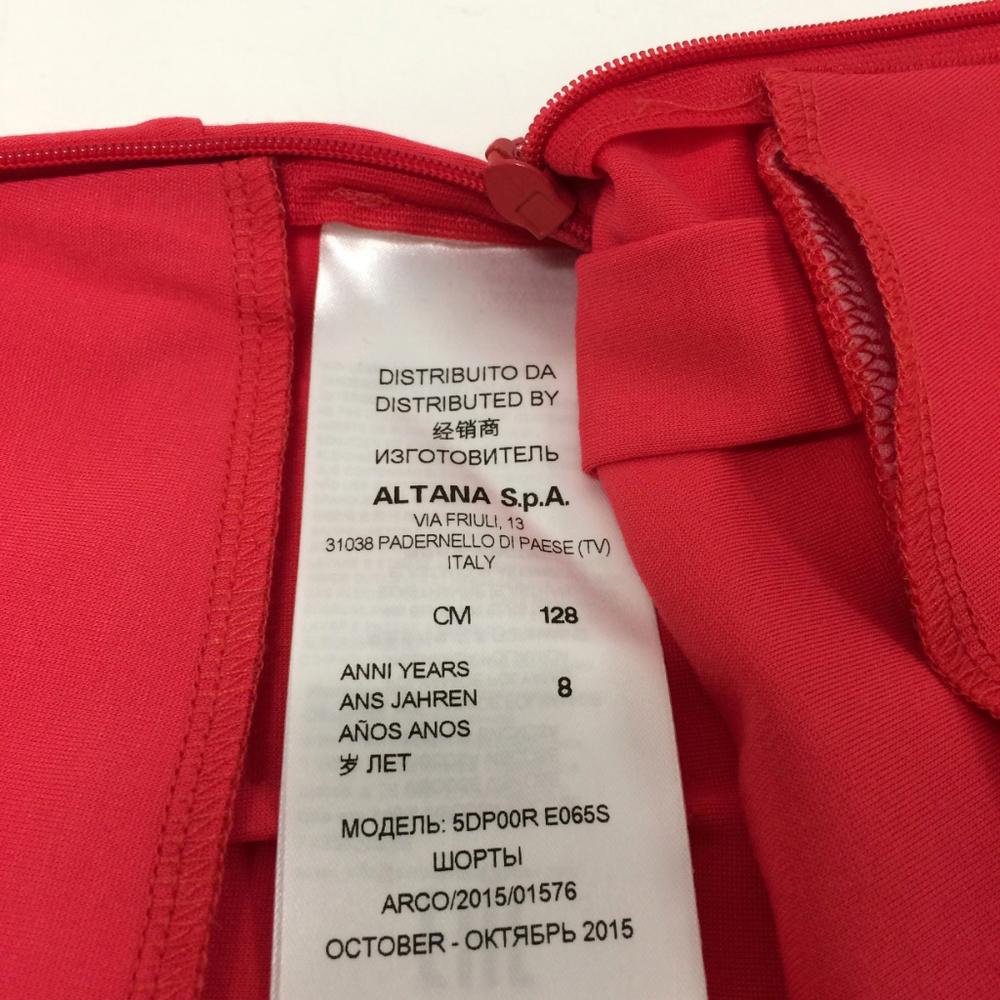 DISTRIBUITO DA
DISTRIBUTED BY
经销商
ИЗГОТОВИТЕЛЬ
ALTANA S.p.A.
VIA FRIULI, 13
31038 PADERNELLO DI PAESE (TV)
ITALY
CM 128
ANNI YEARS
ANS JAHREN 8
AÑOS ANOS
岁 ЛЕТ
МОДЕЛЬ: 5DP00R E065S
ШОРТЫ
ARCO/2015/01576
OCTOBER - ОКТЯБРЬ 2015